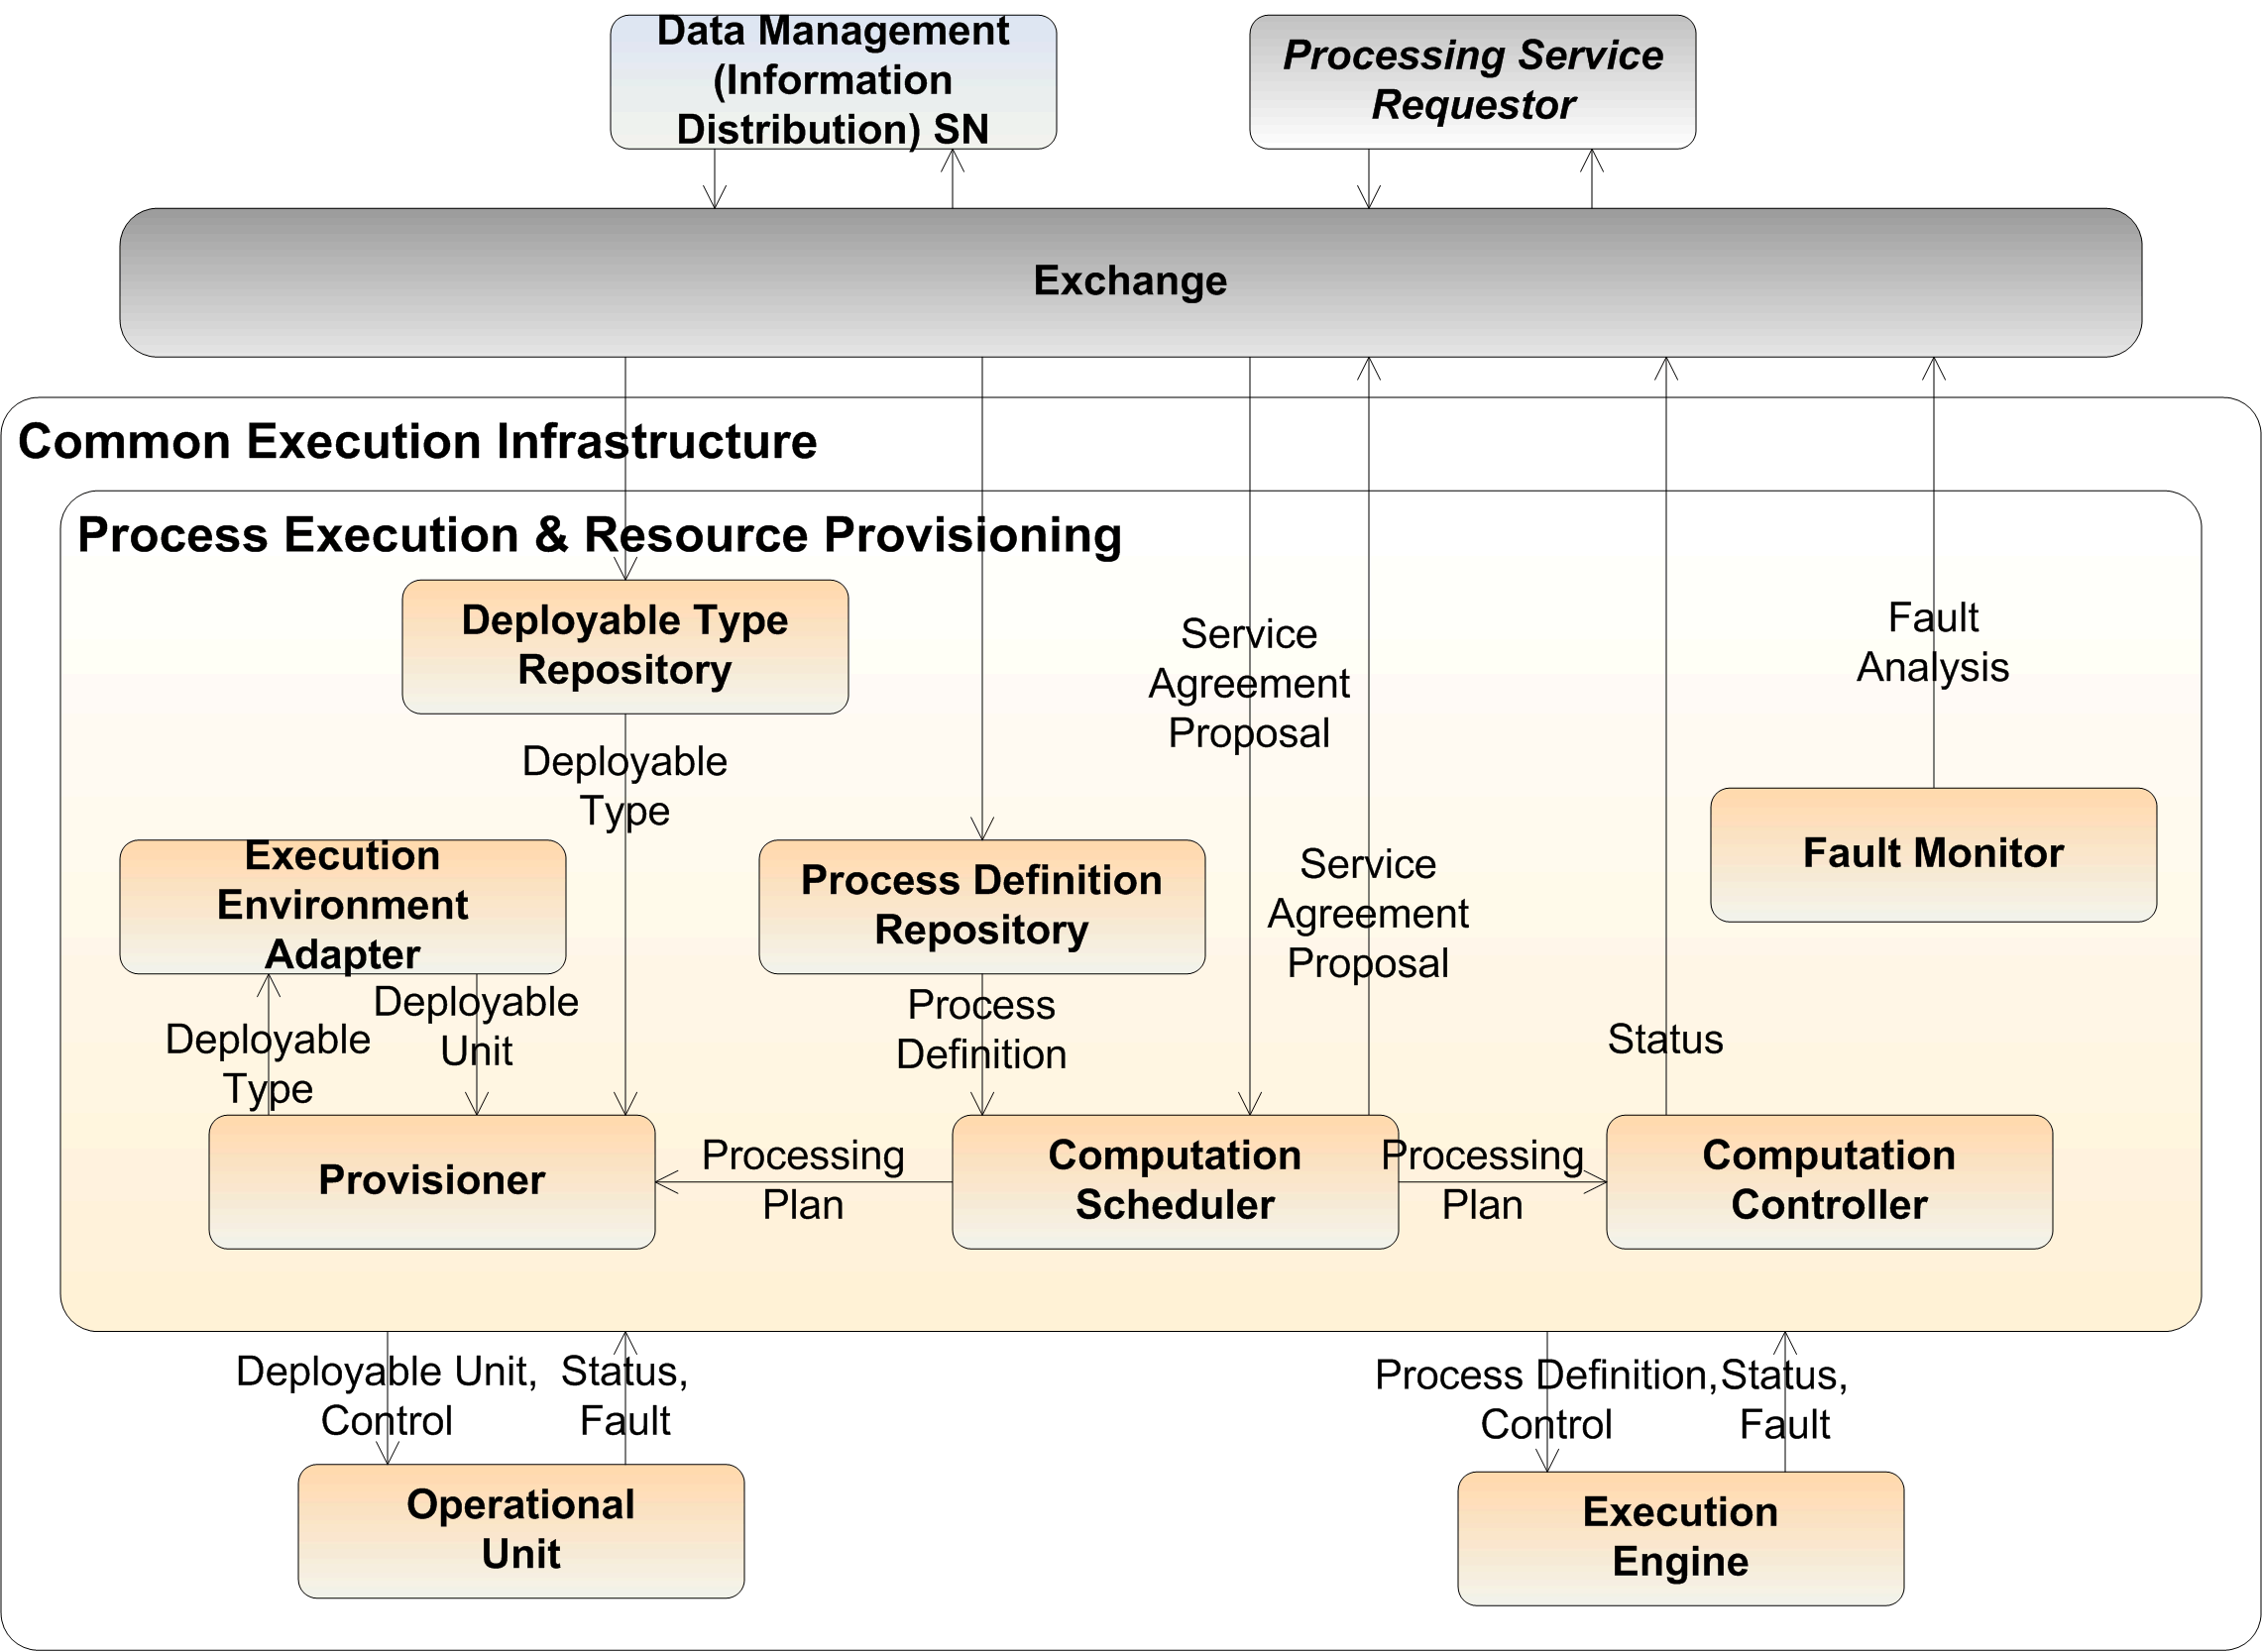 Data Management
(Information
Distribution) SN
Processing Service
Requestor
Exchange
Common Execution Infrastructure
Process Execution & Resource Provisioning
Deployable Type
Repository
Service
Agreement
Proposal
Fault
Analysis
Deployable
Type
Execution
Environment
Adapter
Process Definition
Repository
Service
Agreement
Proposal
Fault Monitor
Deployable
Type
Deployable
Unit
Process
Definition
Status
Provisioner
Processing
Plan
Computation
Scheduler
Processing
Plan
Computation
Controller
Deployable Unit,
Control
Status,
Fault
Process Definition,
Control
Status,
Fault
Operational
Unit
Execution
Engine